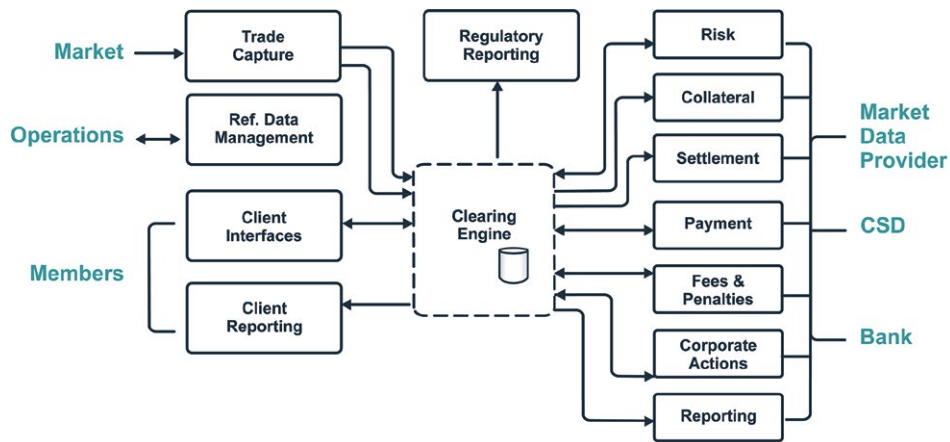 Market
Trade
Capture
Operations
Ref. Data
Management
Members
Client
Interfaces
Client
Reporting
Regulatory
Reporting
Clearing
Engine
Risk
Collateral
Settlement
Payment
Fees &
Penalties
Corporate
Actions
Reporting
Market
Data
Provider
CSD
Bank